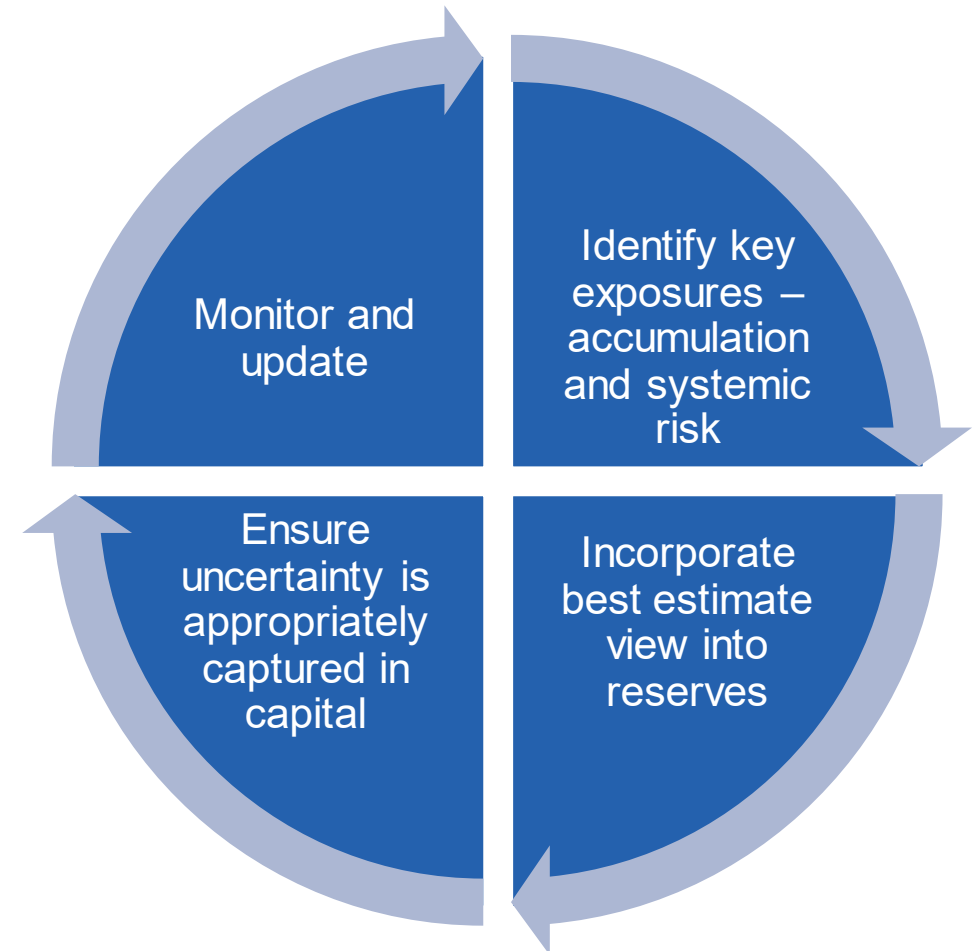 Monitor and
update
Identify key
exposures –
accumulation
and systemic
risk
Ensure
uncertainty is
appropriately
captured in
capital
Incorporate
best estimate
view into
reserves